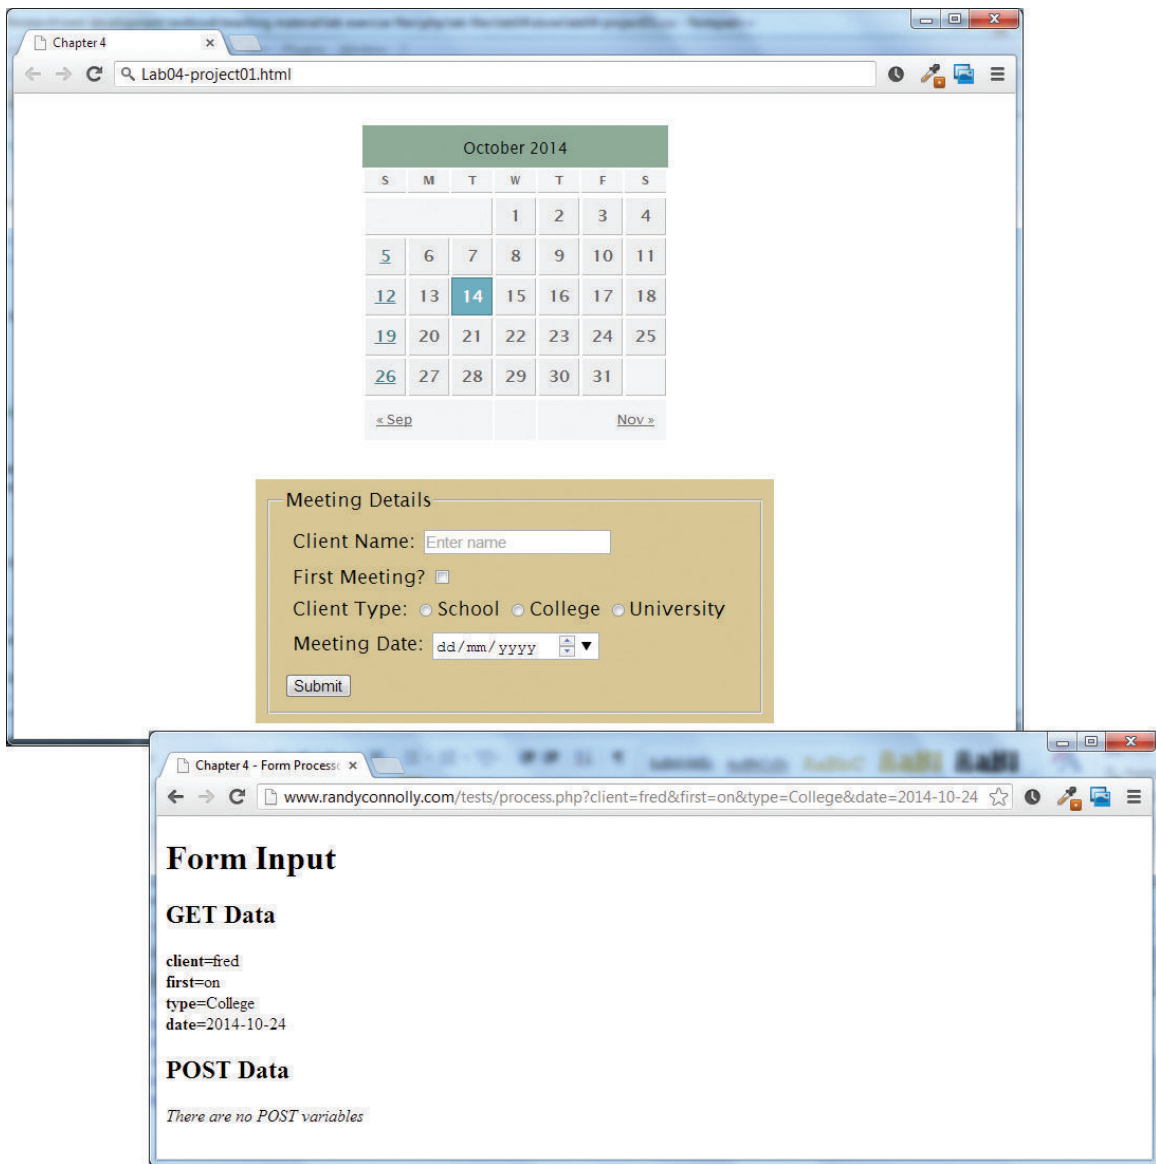 Chapter 4 ×
Lab04-project01.html
October 2014
S M T W T F S
1 2 3 4
5 6 7 8 9 10 11
12 13 14 15 16 17 18
19 20 21 22 23 24 25
26 27 28 29 30 31
« Sep Nov »
Meeting Details
Client Name: Enter name
First Meeting?
Client Type: School College University
Meeting Date: dd/mm/yyyy
Submit
Chapter 4 - Form Processo ×
www.randyconnolly.com/tests/process.php?client=fred&first=on&type=College&date=2014-10-24
Form Input
GET Data
client=fred
first=on
type=College
date=2014-10-24
POST Data
There are no POST variables